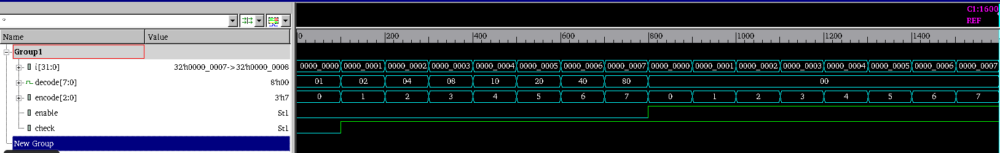 C1:1600
*
REF
Name Value
0 200 400 600 800 1000 1200 1400
Group1
i[31:0] 32'h0000_0007->32'h0000_0008 0000_0000 0000_0001 0000_0002 0000_0003 0000_0004 0000_0005 0000_0006 0000_0007 0000_0000 0000_0001 0000_0002 0000_0003 0000_0004 0000_0005 0000_0006 0000_0007
decode[7:0] 8'h00 01 02 04 08 10 20 40 80 00
encode[2:0] 3'h7 0 1 2 3 4 5 6 7 0 1 2 3 4 5 6 7
enable St1
check St1
New Group